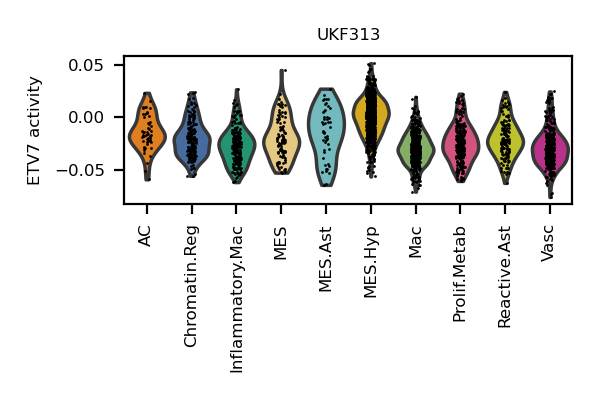 UKF313
ETV7 activity
0.05
0.00
−0.05
AC
Chromatin.Reg
Inflammatory.Mac
MES
MES.Ast
MES.Hyp
Mac
Prolif.Metab
Reactive.Ast
Vasc